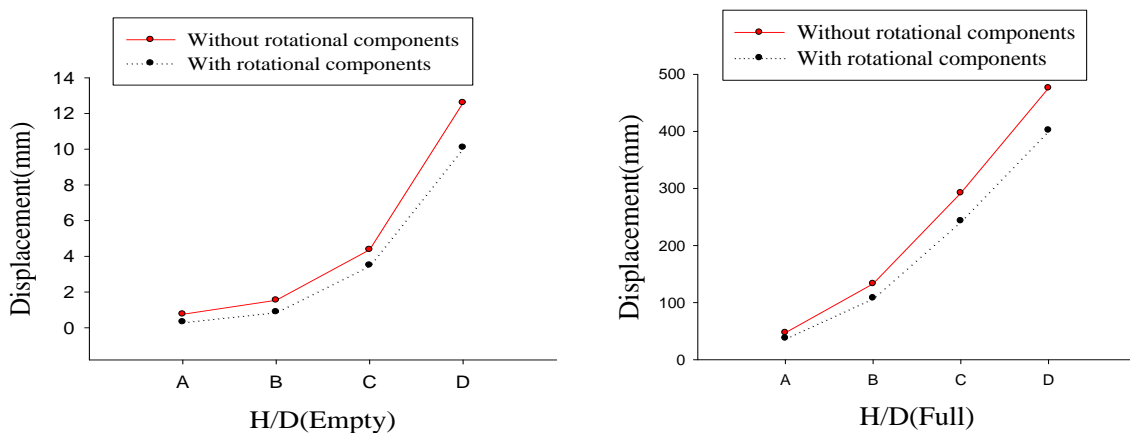 Without rotational components
With rotational components
14
12
10
8
6
4
2
0
Displacement(mm)
A B C D
H/D(Empty)
Without rotational components
With rotational components
500
400
300
200
100
0
Displacement(mm)
A B C D
H/D(Full)